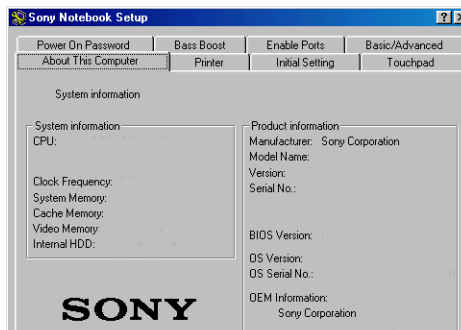 Sony Notebook Setup
Power On Password Bass Boost Enable Ports Basic/Advanced
About This Computer Printer Initial Setting Touchpad
System information
System information
CPU:
Clock Frequency:
System Memory:
Cache Memory:
Video Memory:
Internal HDD:
Product information
Manufacturer: Sony Corporation
Model Name:
Version:
Serial No.:
BIOS Version:
OS Version:
OS Serial No.:
OEM Information:
Sony Corporation
SONY